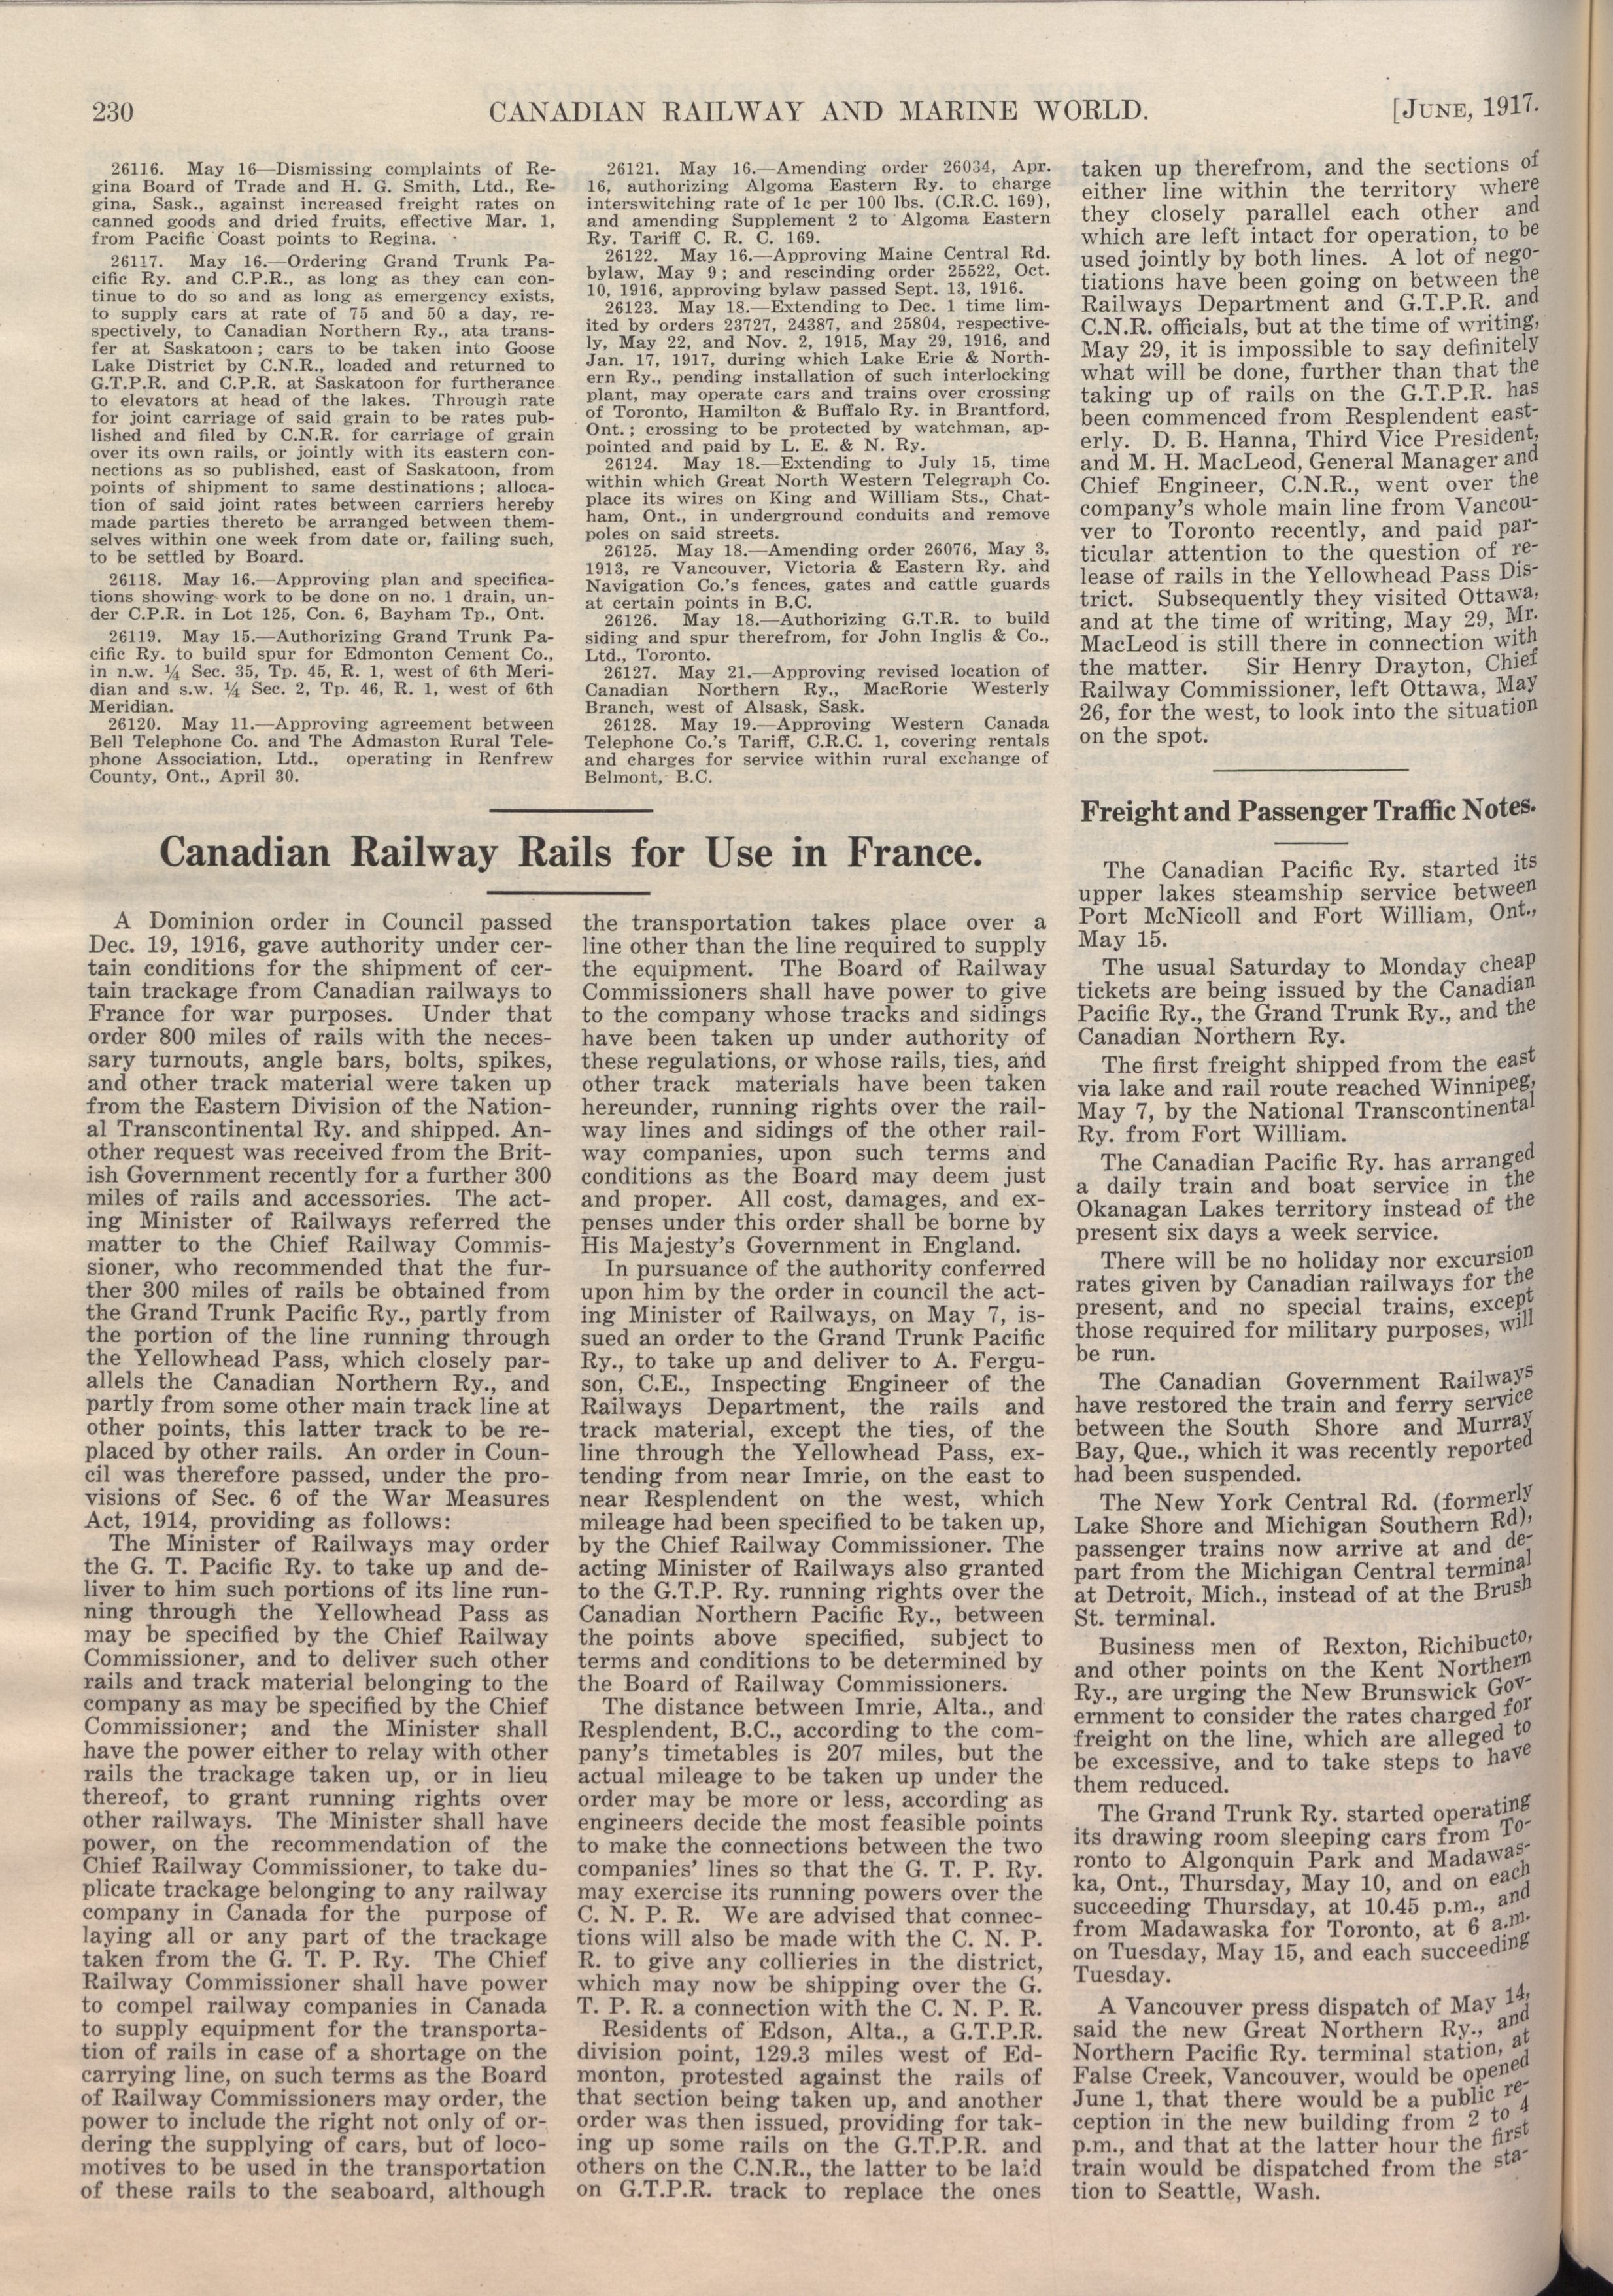 230
CANADIAN RAILWAY AND MARINE WORLD.
[JUNE, 1917.
26116. May 16—Dismissing complaints of Re-
gina Board of Trade and H. G. Smith, Ltd., Re-
gina, Sask., against increased freight rates on
canned goods and dried fruits, effective Mar. 1,
from Pacific Coast points to Regina.
26117. May 16.—Ordering Grand Trunk Pa-
cific Ry. and C.P.R., as long as they can con-
tinue to do so and as long as emergency exists,
to supply cars at rate of 75 and 50 a day, re-
spectively, to Canadian Northern Ry., ata trans-
fer at Saskatoon; cars to be taken into Goose
Lake District by C.N.R., loaded and returned to
G.T.P.R. and C.P.R. at Saskatoon for furtherance
to elevators at head of the lakes. Through rate
for joint carriage of said grain to be rates pub-
lished and filed by C.N.R. for carriage of grain
over its own rails, or jointly with its eastern con-
nections as so published, east of Saskatoon, from
points of shipment to same destinations; alloca-
tion of said joint rates between carriers hereby
made parties thereto be arranged between them-
selves within one week from date or, failing such,
to be settled by Board.
26118. May 16.—Approving plan and specifica-
tions showing work to be done on no. 1 drain, un-
der C.P.R. in Lot 125, Con. 6, Bayham Tp., Ont.
26119. May 15.—Authorizing Grand Trunk Pa-
cific Ry. to build spur for Edmonton Cement Co.,
in n.w. ¼ Sec. 35, Tp. 45, R. 1, west of 6th Meri-
dian and s.w. ¼ Sec. 2, Tp. 46, R. 1, west of 6th
Meridian.
26120. May 11.—Approving agreement between
Bell Telephone Co. and The Admaston Rural Tele-
phone Association, Ltd., operating in Renfrew
County, Ont., April 30.
26121. May 16.—Amending order 26034, Apr.
16, authorizing Algoma Eastern Ry. to charge
interswitching rate of 1c per 100 lbs. (C.R.C. 169),
and amending Supplement 2 to Algoma Eastern
Ry. Tariff C. R. C. 169.
26122. May 16.—Approving Maine Central Rd.
bylaw, May 9; and rescinding order 25522, Oct.
10, 1916, approving bylaw passed Sept. 13, 1916.
26123. May 18.—Extending to Dec. 1 time lim-
ited by orders 23727, 24387, and 25804, respective-
ly, May 22, and Nov. 2, 1915, May 29, 1916, and
Jan. 17, 1917, during which Lake Erie & North-
ern Ry., pending installation of such interlocking
plant, may operate cars and trains over crossing
of Toronto, Hamilton & Buffalo Ry. in Brantford,
Ont.; crossing to be protected by watchman, ap-
pointed and paid by L. E. & N. Ry.
26124. May 18.—Extending to July 15, time
within which Great North Western Telegraph Co.
place its wires on King and William Sts., Chat-
ham, Ont., in underground conduits and remove
poles on said streets.
26125. May 18.—Amending order 26076, May 3,
1913, re Vancouver, Victoria & Eastern Ry. and
Navigation Co.'s fences, gates and cattle guards
at certain points in B.C.
26126. May 18.—Authorizing G.T.R. to build
siding and spur therefrom, for John Inglis & Co.,
Ltd., Toronto.
26127. May 21.—Approving revised location of
Canadian Northern Ry., MacRorie Westerly
Branch, west of Alsask, Sask.
26128. May 19.—Approving Western Canada
Telephone Co.'s Tariff, C.R.C. 1, covering rentals
and charges for service within rural exchange of
Belmont, B.C.
Canadian Railway Rails for Use in France.
A Dominion order in Council passed
Dec. 19, 1916, gave authority under cer-
tain conditions for the shipment of cer-
tain trackage from Canadian railways to
France for war purposes. Under that
order 800 miles of rails with the neces-
sary turnouts, angle bars, bolts, spikes,
and other track material were taken up
from the Eastern Division of the Nation-
al Transcontinental Ry. and shipped. An-
other request was received from the Brit-
ish Government recently for a further 300
miles of rails and accessories. The act-
ing Minister of Railways referred the
matter to the Chief Railway Commis-
sioner, who recommended that the fur-
ther 300 miles of rails be obtained from
the Grand Trunk Pacific Ry., partly from
the portion of the line running through
the Yellowhead Pass, which closely par-
allels the Canadian Northern Ry., and
partly from some other main track line at
other points, this latter track to be re-
placed by other rails. An order in Coun-
cil was therefore passed, under the pro-
visions of Sec. 6 of the War Measures
Act, 1914, providing as follows:
The Minister of Railways may order
the G. T. Pacific Ry. to take up and de-
liver to him such portions of its line run-
ning through the Yellowhead Pass as
may be specified by the Chief Railway
Commissioner, and to deliver such other
rails and track material belonging to the
company as may be specified by the Chief
Commissioner; and the Minister shall
have the power either to relay with other
rails the trackage taken up, or in lieu
thereof, to grant running rights over
other railways. The Minister shall have
power, on the recommendation of the
Chief Railway Commissioner, to take du-
plicate trackage belonging to any railway
company in Canada for the purpose of
laying all or any part of the trackage
taken from the G. T. P. Ry. The Chief
Railway Commissioner shall have power
to compel railway companies in Canada
to supply equipment for the transporta-
tion of rails in case of a shortage on the
carrying line, on such terms as the Board
of Railway Commissioners may order, the
power to include the right not only of or-
dering the supplying of cars, but of loco-
motives to be used in the transportation
of these rails to the seaboard, although
the transportation takes place over a
line other than the line required to supply
the equipment. The Board of Railway
Commissioners shall have power to give
to the company whose tracks and sidings
have been taken up under authority of
these regulations, or whose rails, ties, and
other track materials have been taken
hereunder, running rights over the rail-
way lines and sidings of the other rail-
way companies, upon such terms and
conditions as the Board may deem just
and proper. All cost, damages, and ex-
penses under this order shall be borne by
His Majesty's Government in England.
In pursuance of the authority conferred
upon him by the order in council the act-
ing Minister of Railways, on May 7, is-
sued an order to the Grand Trunk Pacific
Ry., to take up and deliver to A. Fergu-
son, C.E., Inspecting Engineer of the
Railways Department, the rails and
track material, except the ties, of the
line through the Yellowhead Pass, ex-
tending from near Imrie, on the east to
near Resplendent on the west, which
mileage had been specified to be taken up,
by the Chief Railway Commissioner. The
acting Minister of Railways also granted
to the G.T.P. Ry. running rights over the
Canadian Northern Pacific Ry., between
the points above specified, subject to
terms and conditions to be determined by
the Board of Railway Commissioners.
The distance between Imrie, Alta., and
Resplendent, B.C., according to the com-
pany's timetables is 207 miles, but the
actual mileage to be taken up under the
order may be more or less, according as
engineers decide the most feasible points
to make the connections between the two
companies' lines so that the G. T. P. Ry.
may exercise its running powers over the
C. N. P. R. We are advised that connec-
tions will also be made with the C. N. P.
R. to give any collieries in the district,
which may now be shipping over the G.
T. P. R. a connection with the C. N. P. R.
Residents of Edson, Alta., a G.T.P.R.
division point, 129.3 miles west of Ed-
monton, protested against the rails of
that section being taken up, and another
order was then issued, providing for tak-
ing up some rails on the G.T.P.R. and
others on the C.N.R., the latter to be laid
on G.T.P.R. track to replace the ones
taken up therefrom, and the sections of
either line within the territory where
they closely parallel each other and
which are left intact for operation, to be
used jointly by both lines. A lot of nego-
tiations have been going on between the
Railways Department and G.T.P.R. and
C.N.R. officials, but at the time of writing,
May 29, it is impossible to say definitely
what will be done, further than that the
taking up of rails on the G.T.P.R. has
been commenced from Resplendent east-
erly. D. B. Hanna, Third Vice President,
and M. H. MacLeod, General Manager and
Chief Engineer, C.N.R., went over the
company's whole main line from Vancou-
ver to Toronto recently, and paid par-
ticular attention to the question of re-
lease of rails in the Yellowhead Pass Dis-
trict. Subsequently they visited Ottawa,
and at the time of writing, May 29, Mr.
MacLeod is still there in connection with
the matter. Sir Henry Drayton, Chief
Railway Commissioner, left Ottawa, May
26, for the west, to look into the situation
on the spot.
Freight and Passenger Traffic Notes.
The Canadian Pacific Ry. started its
upper lakes steamship service between
Port McNicoll and Fort William, Ont.,
May 15.
The usual Saturday to Monday cheap
tickets are being issued by the Canadian
Pacific Ry., the Grand Trunk Ry., and the
Canadian Northern Ry.
The first freight shipped from the east
via lake and rail route reached Winnipeg,
May 7, by the National Transcontinental
Ry. from Fort William.
The Canadian Pacific Ry. has arranged
a daily train and boat service in the
Okanagan Lakes territory instead of the
present six days a week service.
There will be no holiday nor excursion
rates given by Canadian railways for the
present, and no special trains, except
those required for military purposes, will
be run.
The Canadian Government Railways
have restored the train and ferry service
between the South Shore and Murray
Bay, Que., which it was recently reported
had been suspended.
The New York Central Rd. (formerly
Lake Shore and Michigan Southern Rd),
passenger trains now arrive at and de-
part from the Michigan Central terminal
at Detroit, Mich., instead of at the Brush
St. terminal.
Business men of Rexton, Richibucto,
and other points on the Kent Northern
Ry., are urging the New Brunswick Gov-
ernment to consider the rates charged for
freight on the line, which are alleged to
be excessive, and to take steps to have
them reduced.
The Grand Trunk Ry. started operating
its drawing room sleeping cars from To-
ronto to Algonquin Park and Madawas-
ka, Ont., Thursday, May 10, and on each
succeeding Thursday, at 10.45 p.m., and
from Madawaska for Toronto, at 6 a.m.
on Tuesday, May 15, and each succeeding
Tuesday.
A Vancouver press dispatch of May 14,
said the new Great Northern Ry., and
Northern Pacific Ry. terminal station, at
False Creek, Vancouver, would be opened
June 1, that there would be a public re-
ception in the new building from 2 to 4
p.m., and that at the latter hour the first
train would be dispatched from the sta-
tion to Seattle, Wash.